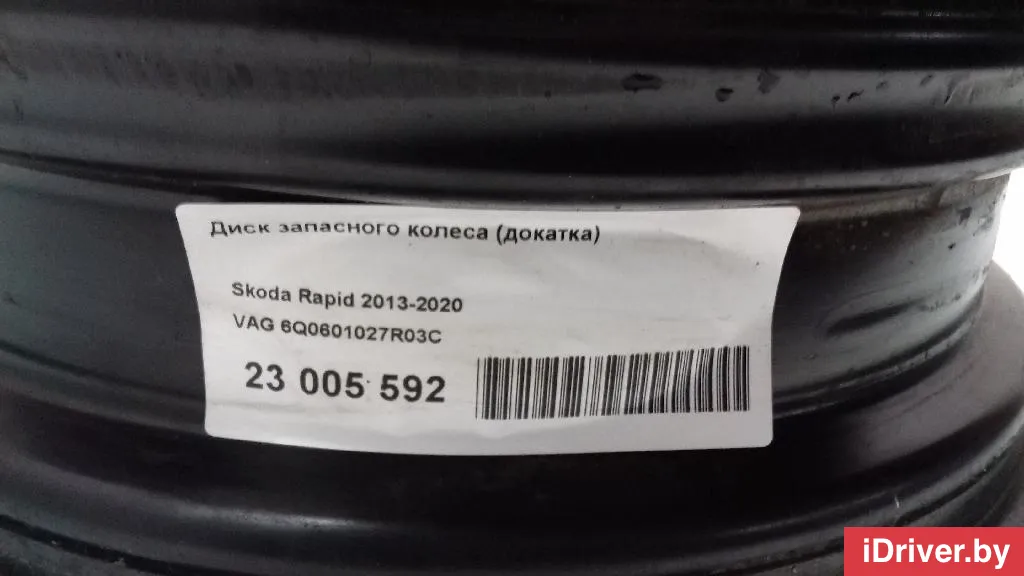 Диск запасного колеса (докатка)
Skoda Rapid 2013-2020
VAG 6Q0601027R03C
23 005 592
iDriver.by